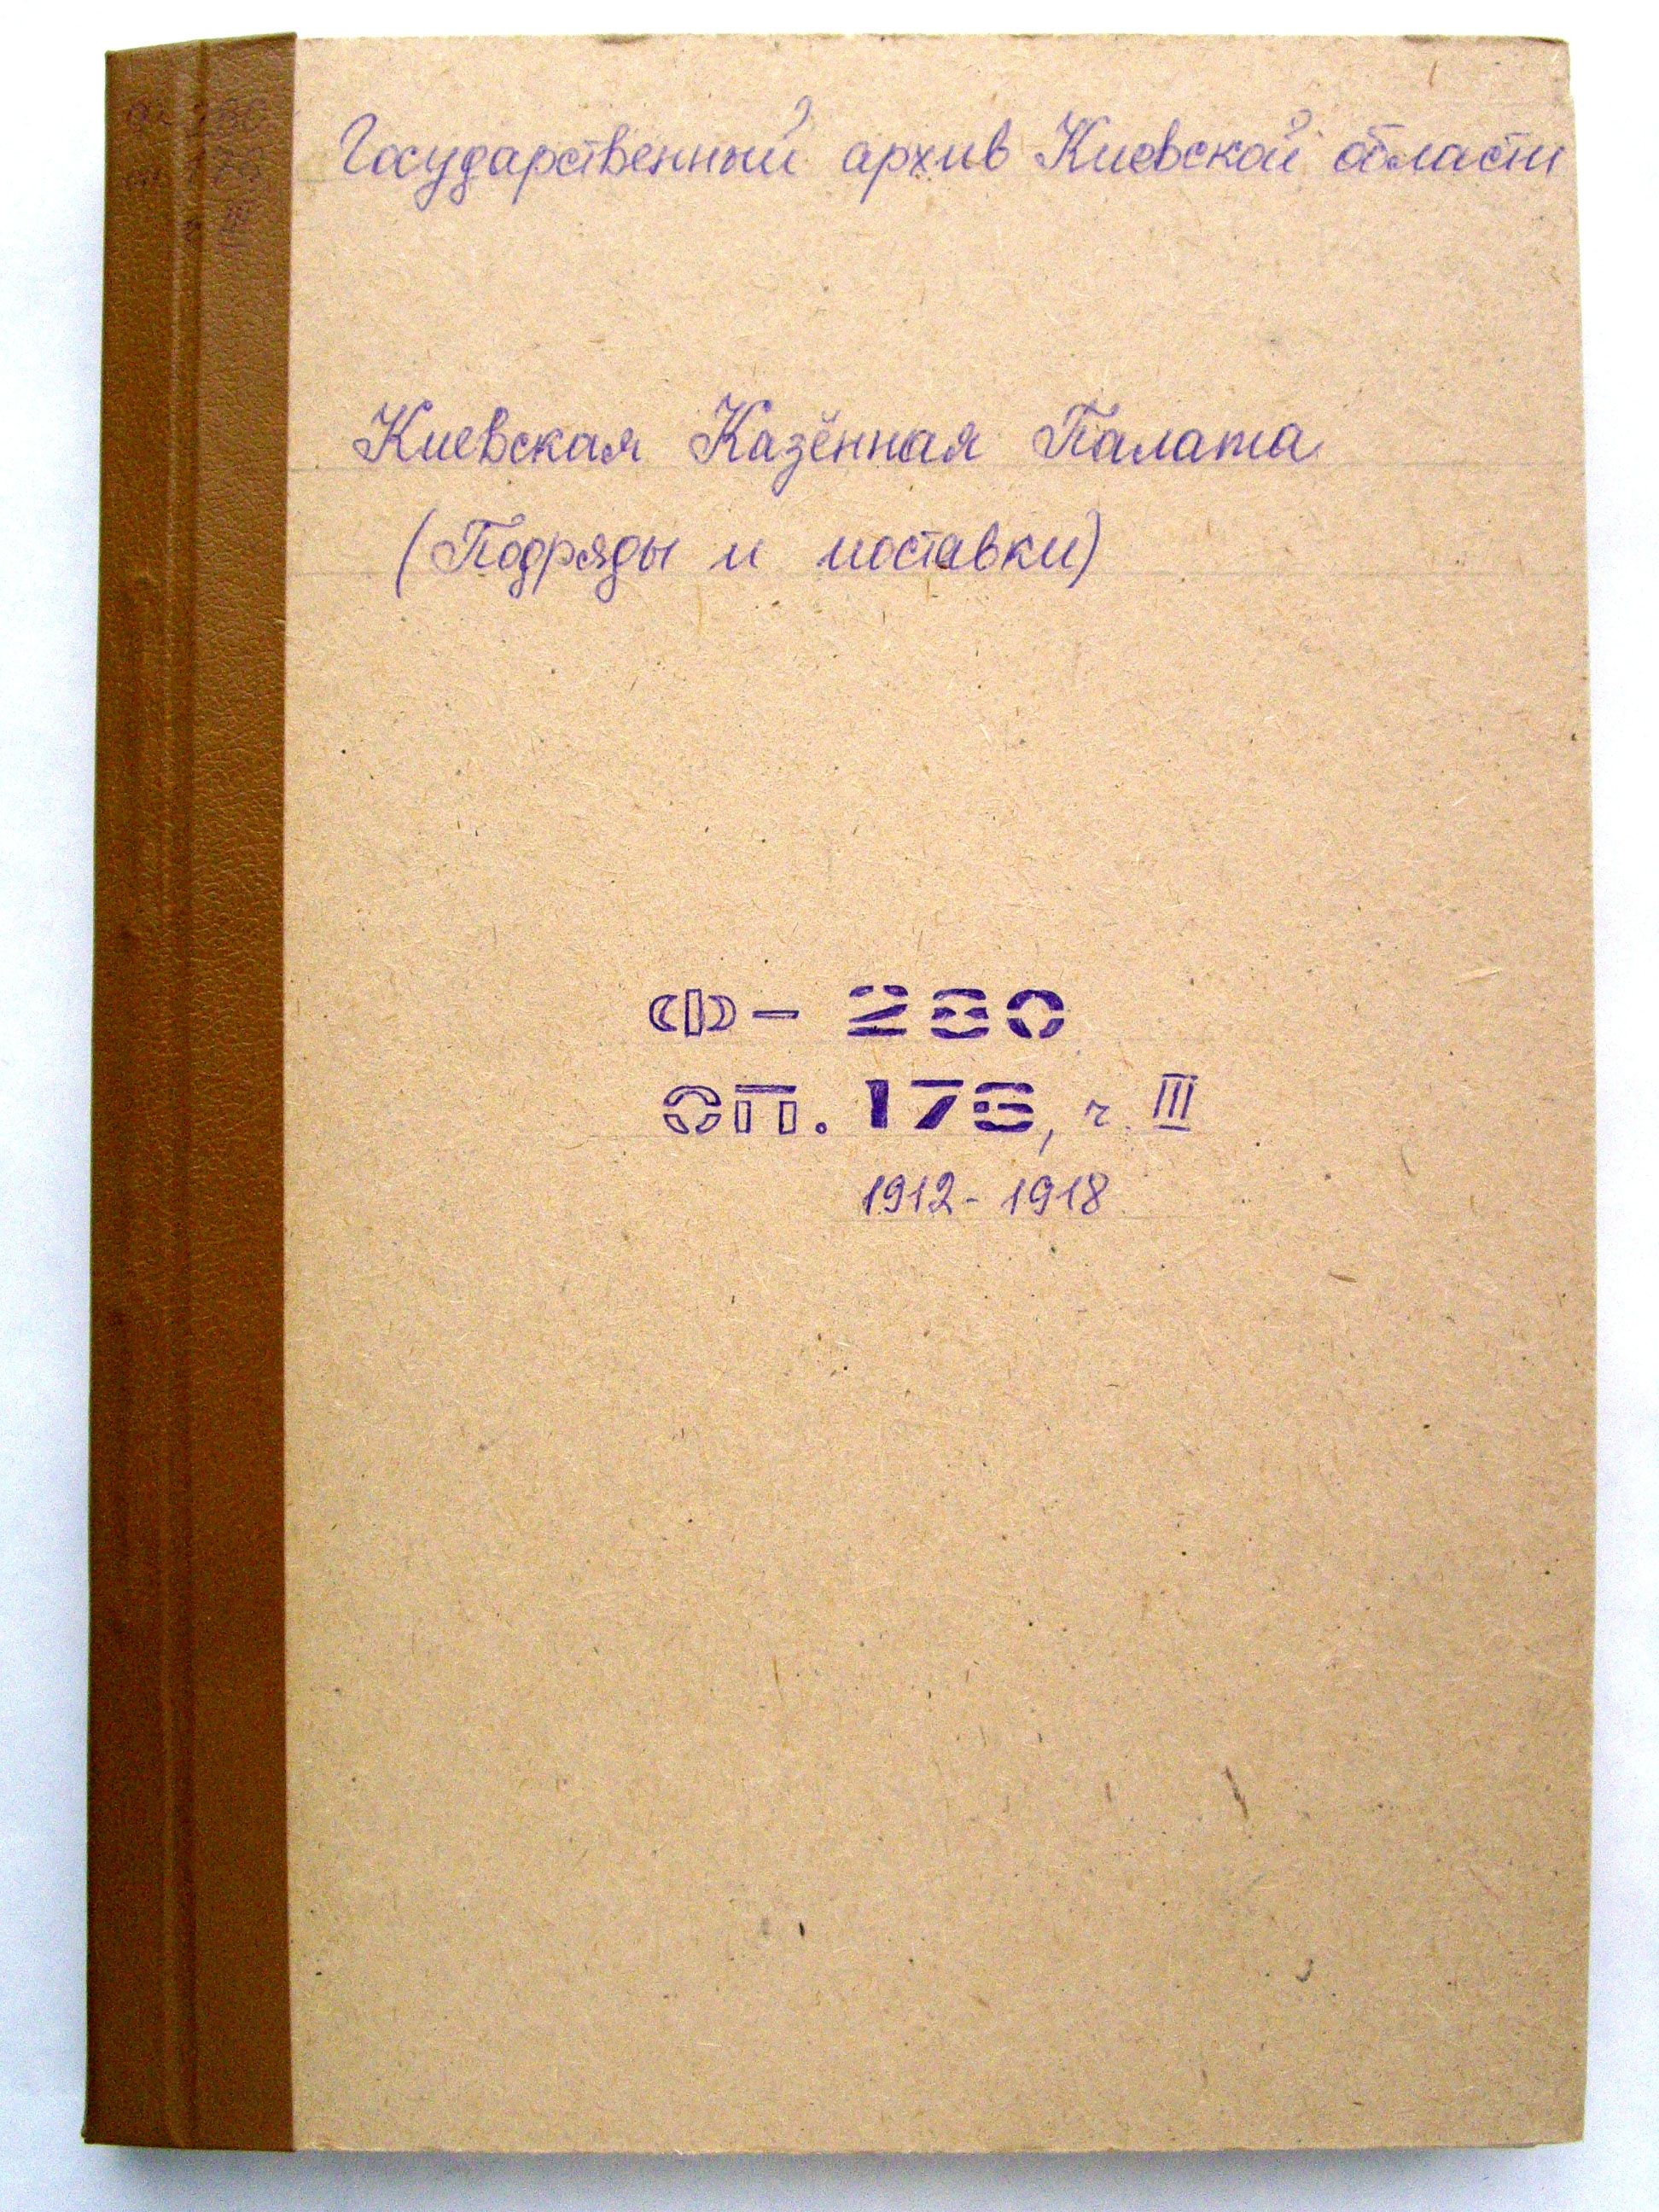 Государственный архив Киевской области
Киевская Казённая Палата
(Подряды и поставки)
Ф- 280
оп. 176, ч. III
1912-1918